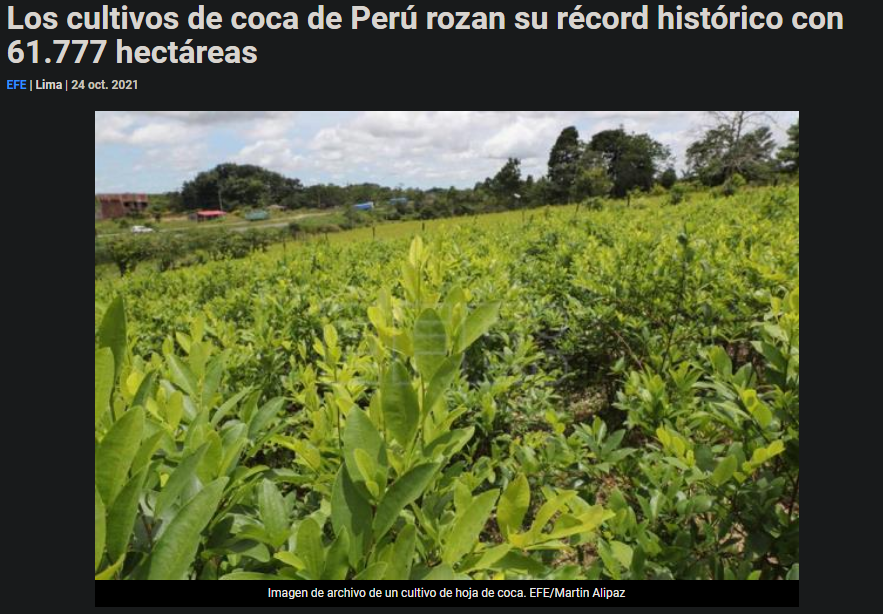 Los cultivos de coca de Perú rozan su récord histórico con
61.777 hectáreas
EFE | Lima | 24 oct. 2021
Imagen de archivo de un cultivo de hoja de coca. EFE/Martin Alipaz